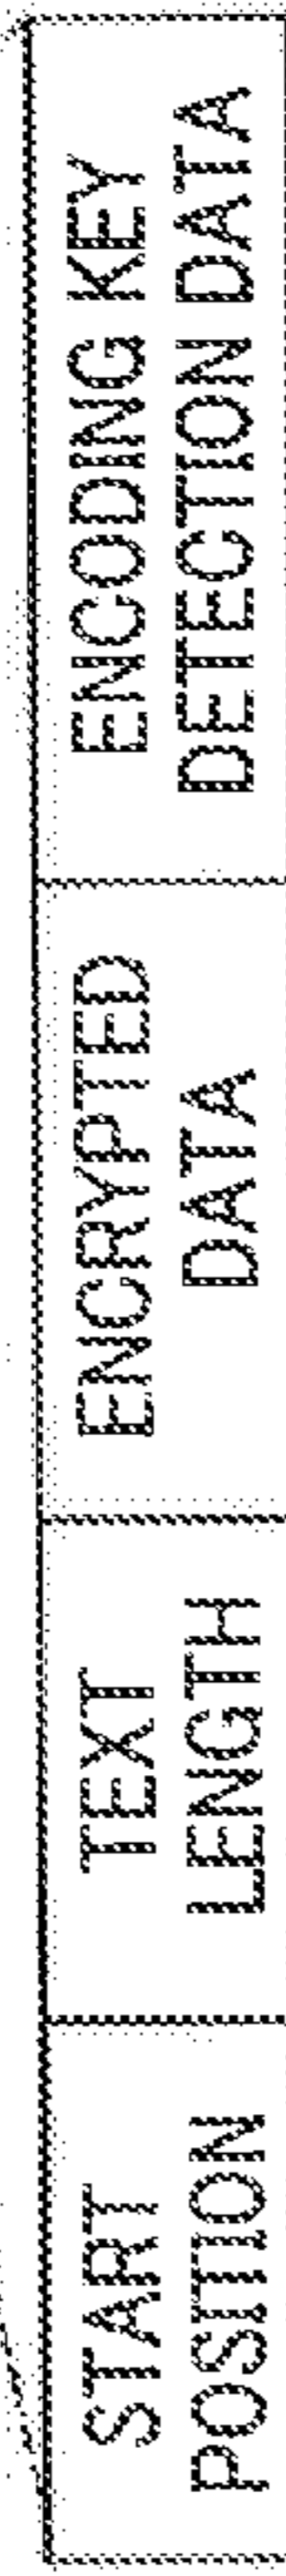 START
POSITION
TEXT
LENGTH
ENCRYPTED
DATA
ENCODING KEY
DETECTION DATA